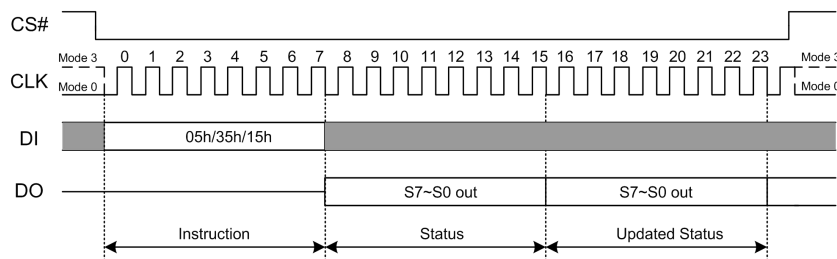 CS#
Mode 3 0 1 2 3 4 5 6 7 8 9 10 11 12 13 14 15 16 17 18 19 20 21 22 23 Mode 3
CLK
Mode 0 Mode 0
DI 05h/35h/15h
DO S7~S0 out S7~S0 out
Instruction Status Updated Status